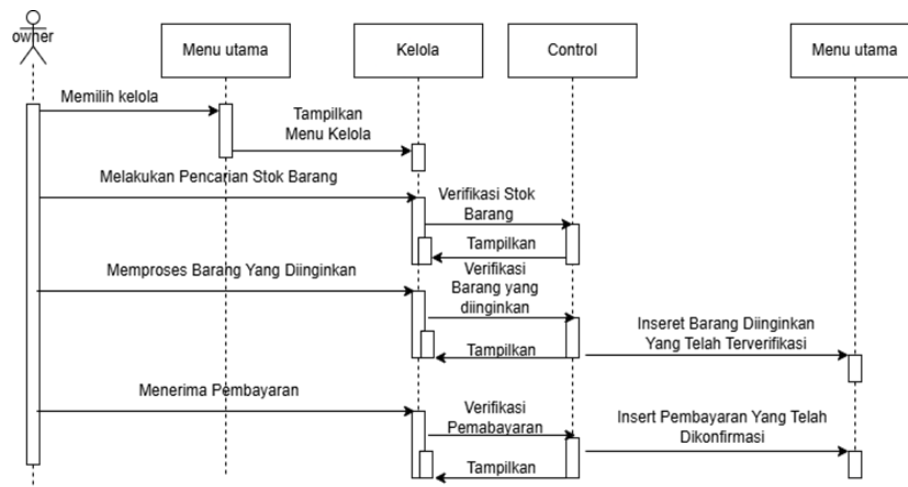 owner
Menu utama
Kelola
Control
Menu utama
Memilih kelola
Tampilkan
Menu Kelola
Melakukan Pencarian Stok Barang
Verifikasi Stok
Barang
Tampilkan
Memproses Barang Yang Diinginkan
Verifikasi
Barang yang
diinginkan
Inseret Barang Diinginkan
Yang Telah Terverifikasi
Tampilkan
Menerima Pembayaran
Verifikasi
Pemabayaran
Insert Pembayaran Yang Telah
Dikonfirmasi
Tampilkan